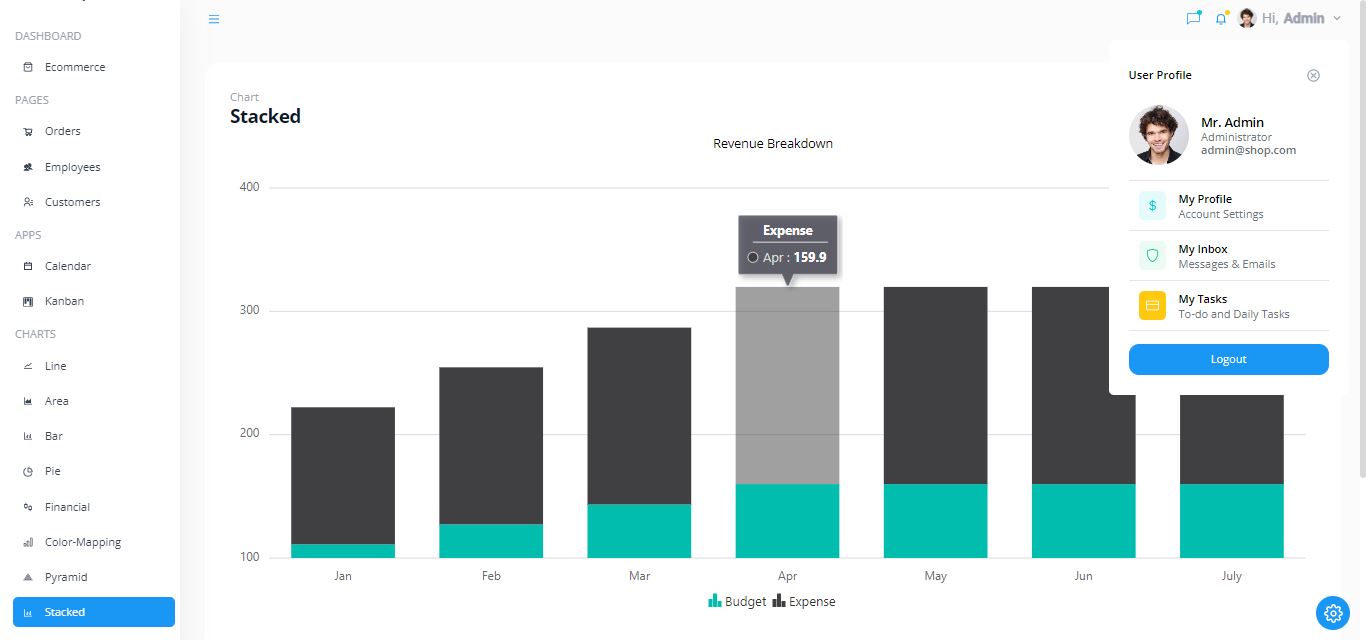 DASHBOARD
Ecommerce
PAGES
Orders
Employees
Customers
APPS
Calendar
Kanban
CHARTS
Line
Area
Bar
Pie
Financial
Color-Mapping
Pyramid
Stacked
Hi, Admin
Chart
Stacked
Revenue Breakdown
400
300
200
100
Expense
Apr : 159.9
Jan Feb Mar Apr May Jun July
Budget Expense
User Profile
Mr. Admin
Administrator
admin@shop.com
$
My Profile
Account Settings
My Inbox
Messages & Emails
My Tasks
To-do and Daily Tasks
Logout